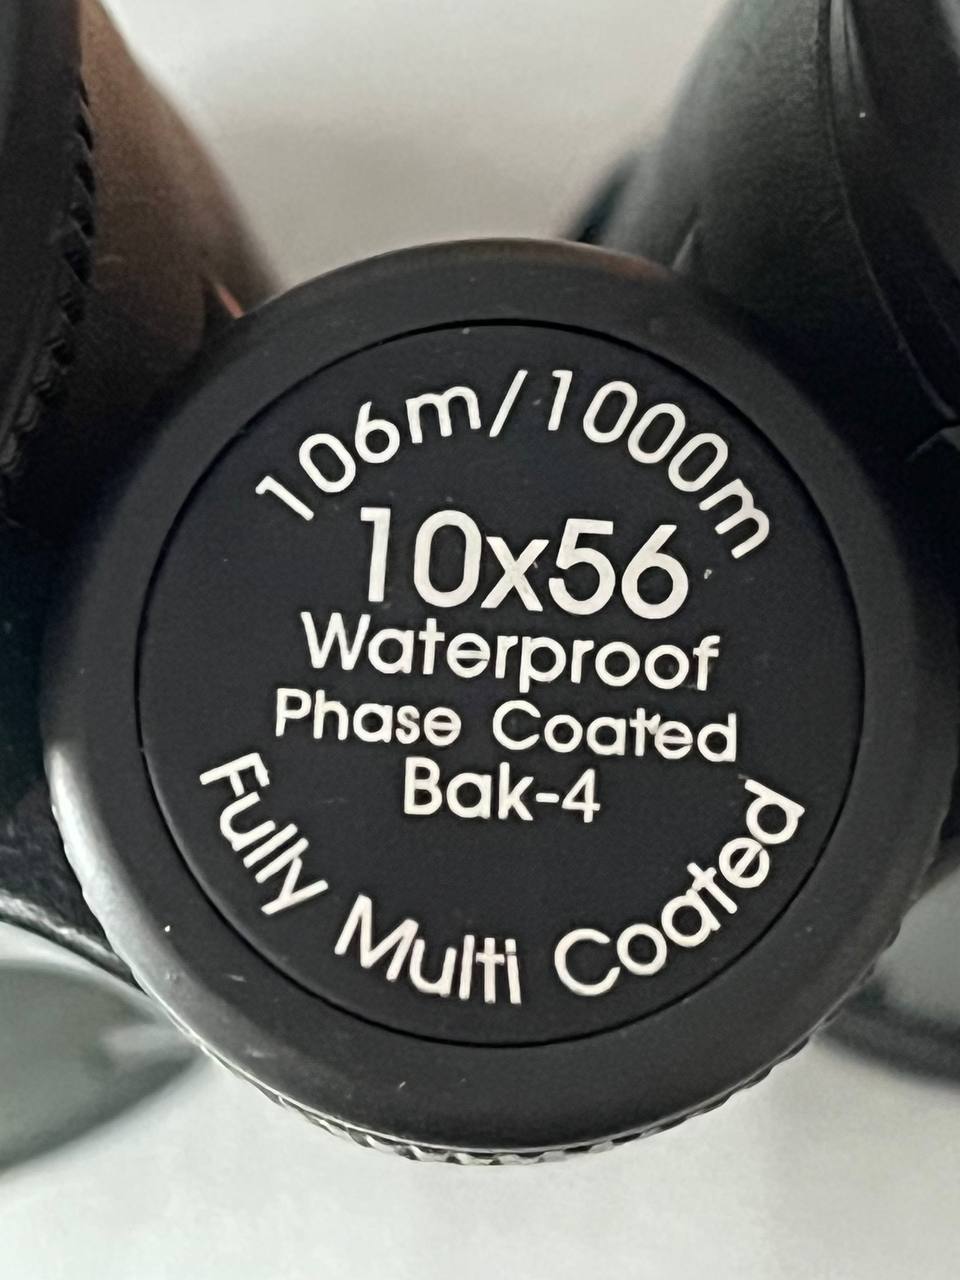 106m/1000m
10x56
Waterproof
Phase Coated
Bak-4
Fully Multi Coated